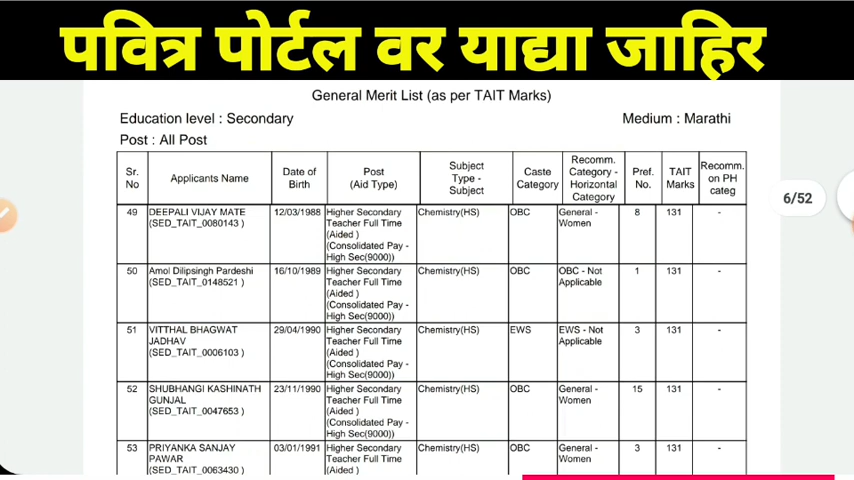 पवित्र पोर्टल वर याद्या जाहिर
General Merit List (as per TAIT Marks)
Education level : Secondary Medium : Marathi
Post : All Post
Sr. No Applicants Name Date of Birth Post (Aid Type) Subject Type - Subject Caste Category Recomm. Category - Horizontal Category Pref. No. TAIT Marks Recomm. on PH categ
6/52
49 DEEPALI VIJAY MATE 12/03/1988 Higher Secondary Chemistry(HS) OBC General - 8 131 -
(SED_TAIT_0080143 ) Teacher Full Time Women
(Aided )
(Consolidated Pay -
High Sec(9000))
50 Amol Dilipsingh Pardeshi 16/10/1989 Higher Secondary Chemistry(HS) OBC OBC - Not 1 131 -
(SED_TAIT_0148521 ) Teacher Full Time Applicable
(Aided )
(Consolidated Pay -
High Sec(9000))
51 VITTHAL BHAGWAT 29/04/1990 Higher Secondary Chemistry(HS) EWS EWS - Not 3 131 -
JADHAV Teacher Full Time Applicable
(SED_TAIT_0006103 ) (Aided )
(Consolidated Pay -
High Sec(9000))
52 SHUBHANGI KASHINATH 23/11/1990 Higher Secondary Chemistry(HS) OBC General - 15 131 -
GUNJAL Teacher Full Time Women
(SED_TAIT_0047653 ) (Aided )
(Consolidated Pay -
High Sec(9000))
53 PRIYANKA SANJAY 03/01/1991 Higher Secondary Chemistry(HS) OBC General - 3 131 -
PAWAR Teacher Full Time Women
(SED_TAIT_0063430 ) (Aided )